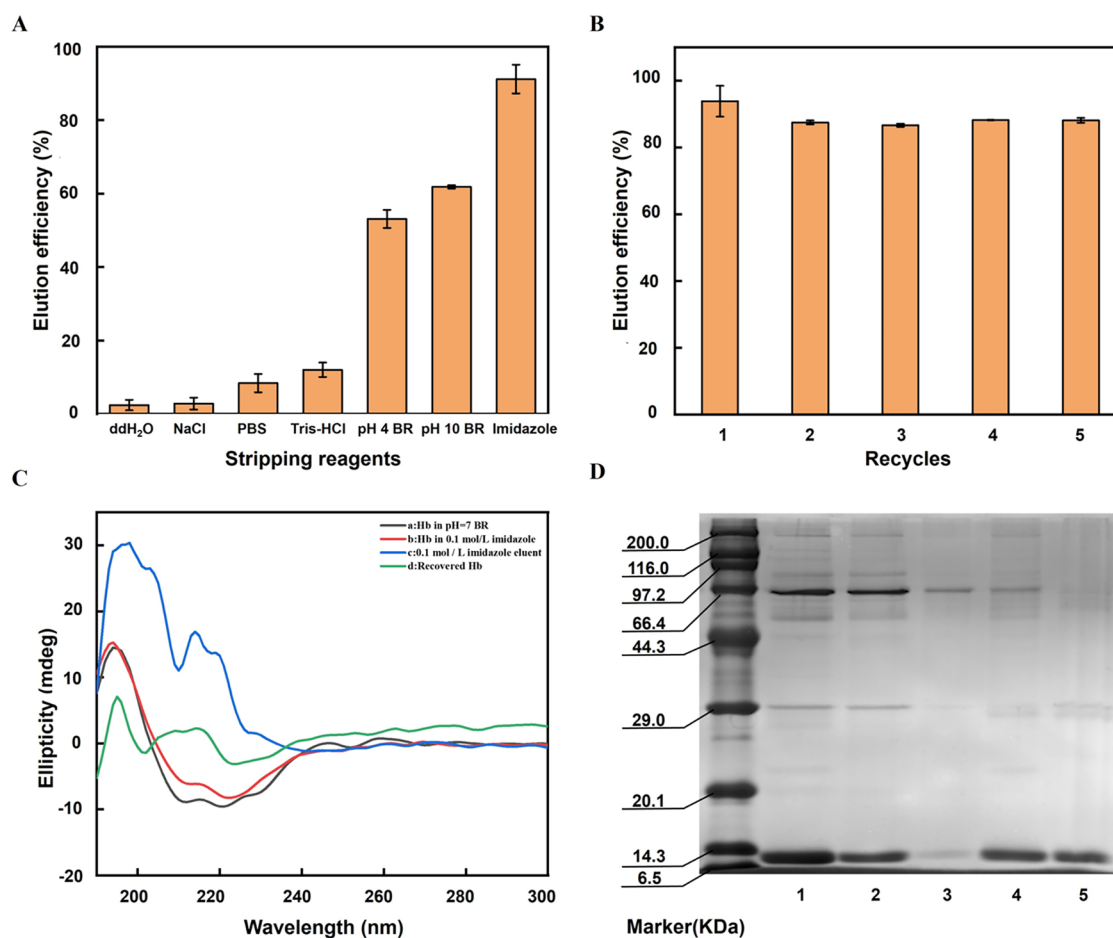 A
100
80
60
40
20
0
Elution efficiency (%)
ddH₂O NaCl PBS Tris-HCl pH 4 BR pH 10 BR Imidazole
Stripping reagents
B
100
80
60
40
20
0
Elution efficiency (%)
1 2 3 4 5
Recycles
C
30
20
10
0
-10
-20
Ellipticity (mdeg)
a:Hb in pH=7 BR
b:Hb in 0.1 mol/L imidazole
c:0.1 mol / L imidazole eluent
d:Recovered Hb
200 220 240 260 280 300
Wavelength (nm)
D
200.0
116.0
97.2
66.4
44.3
29.0
20.1
14.3
6.5
1 2 3 4 5
Marker(KDa)